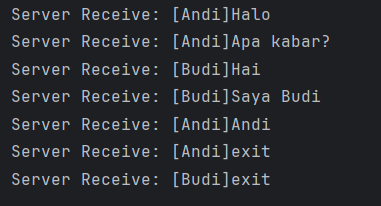 Server Receive: [Andi]Halo
Server Receive: [Andi]Apa kabar?
Server Receive: [Budi]Hai
Server Receive: [Budi]Saya Budi
Server Receive: [Andi]Andi
Server Receive: [Andi]exit
Server Receive: [Budi]exit